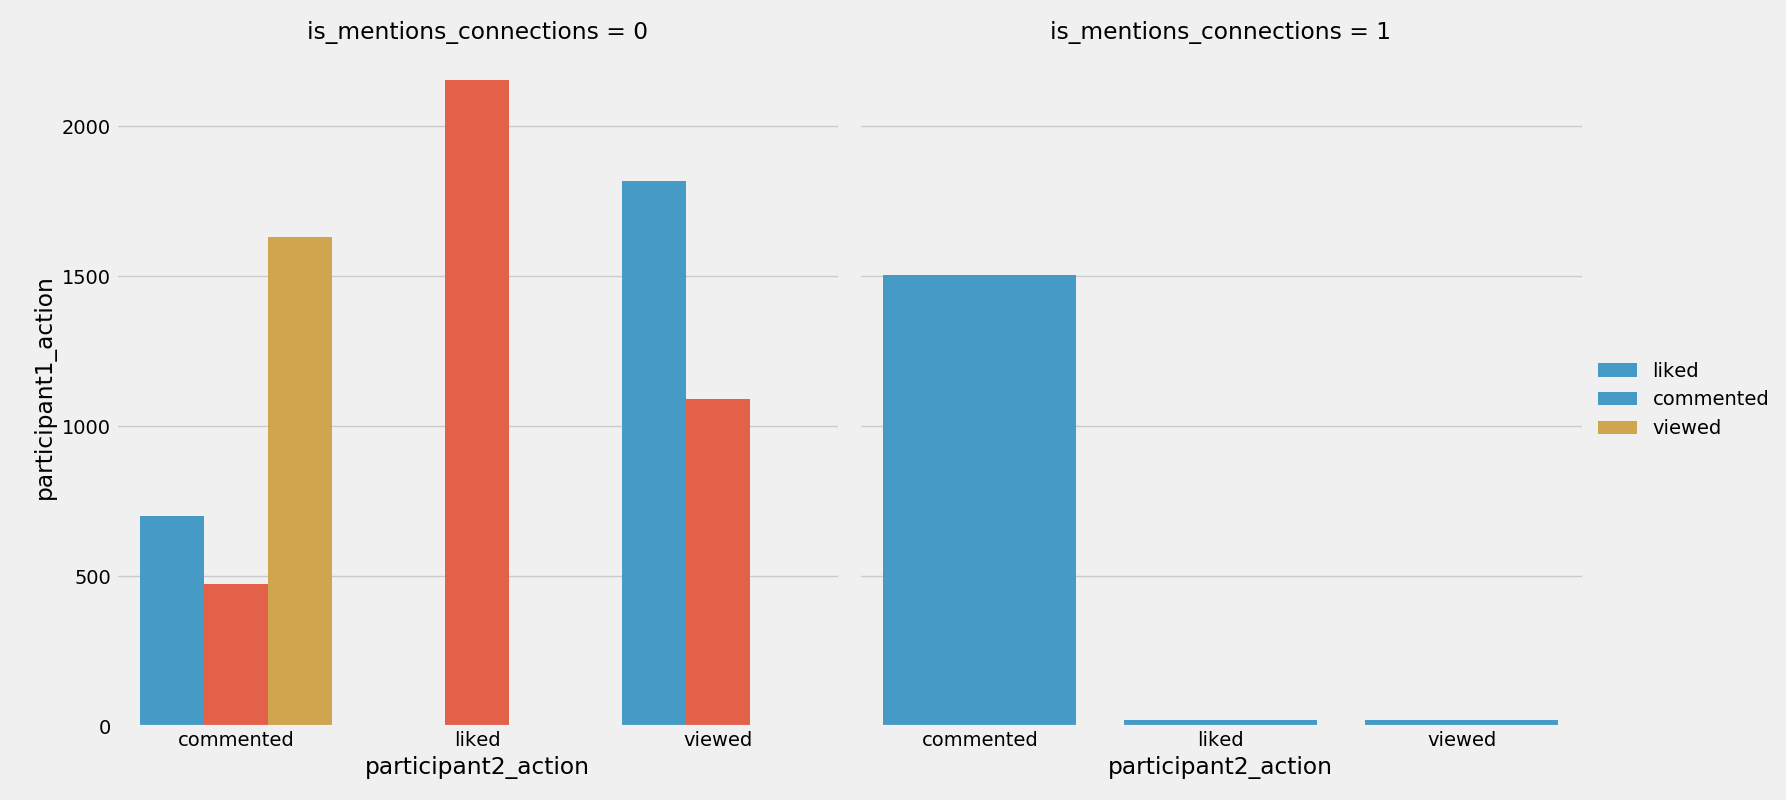 is_mentions_connections = 0
is_mentions_connections = 1
participant1_action
2000
1500
1000
500
0
commented
liked
viewed
participant2_action
commented
liked
viewed
participant2_action
liked
commented
viewed